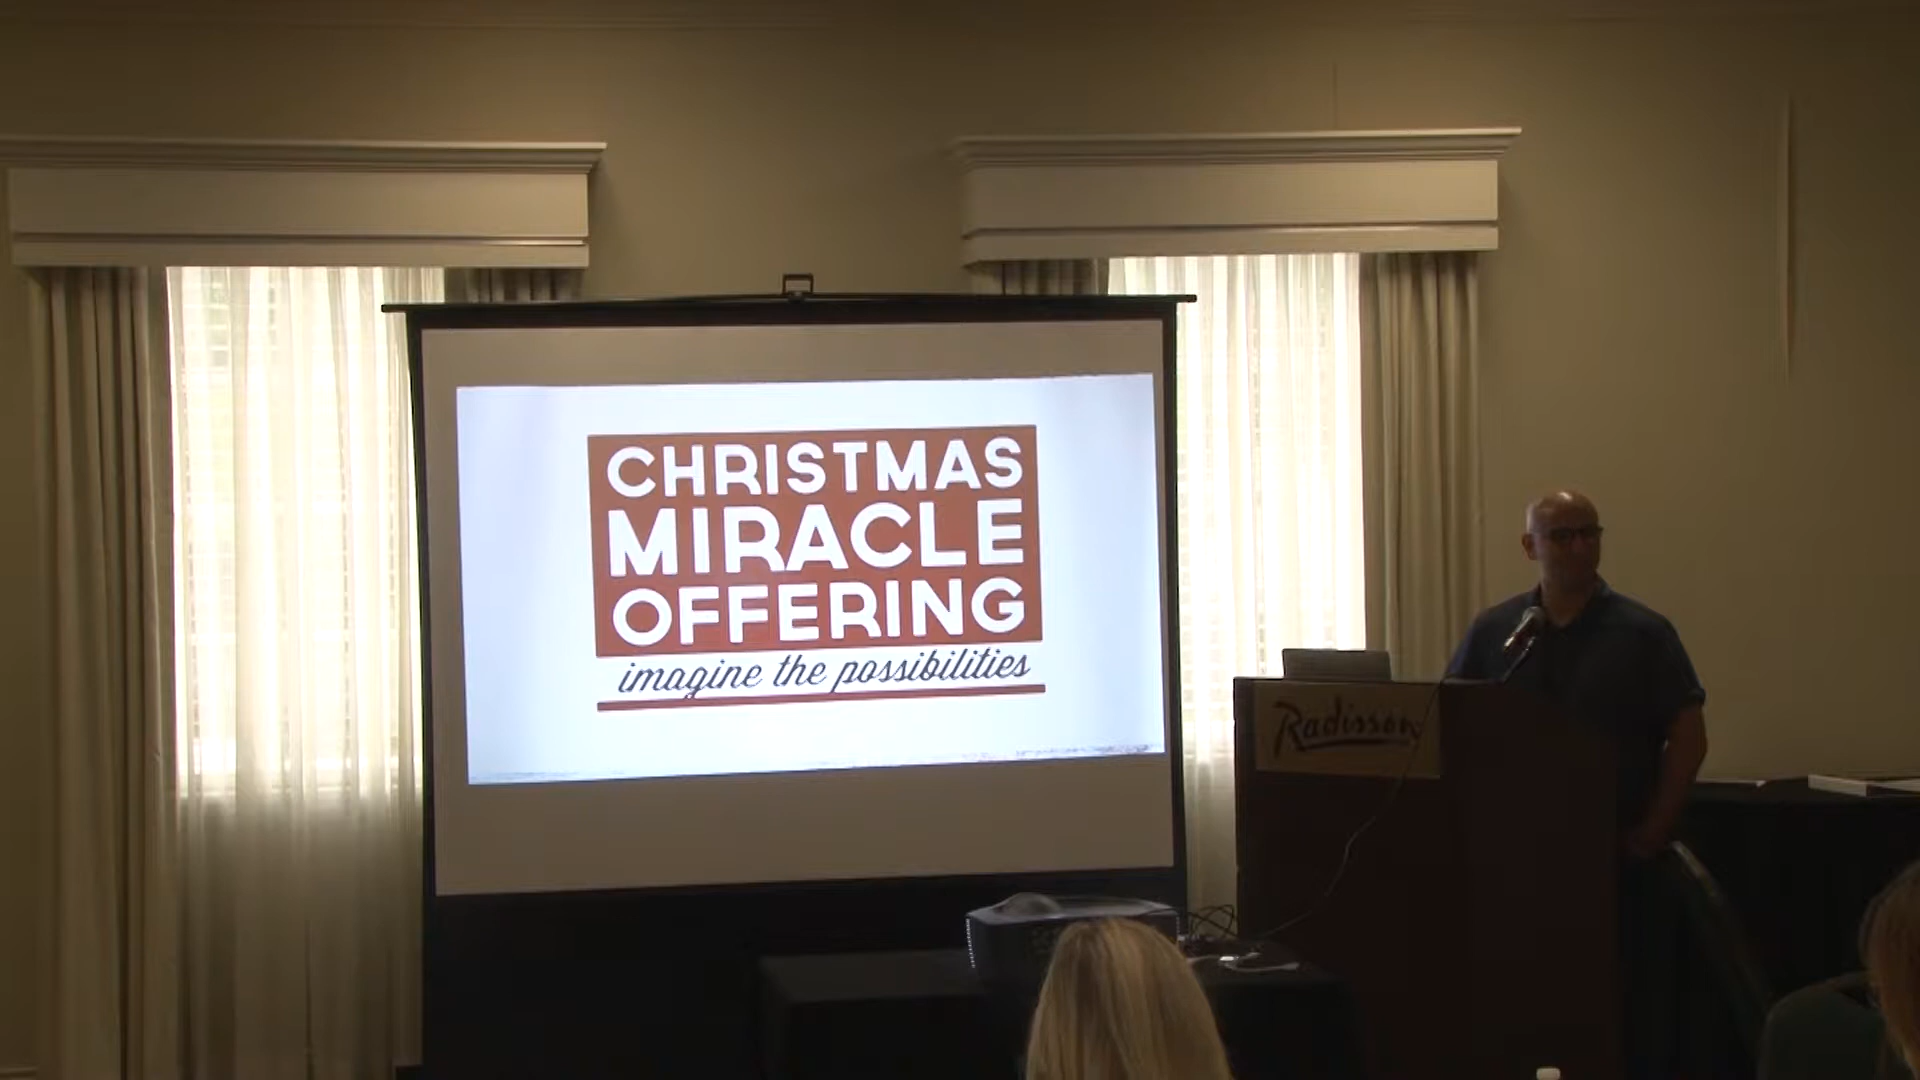 CHRISTMAS
MIRACLE
OFFERING
imagine the possibilities
Radisson